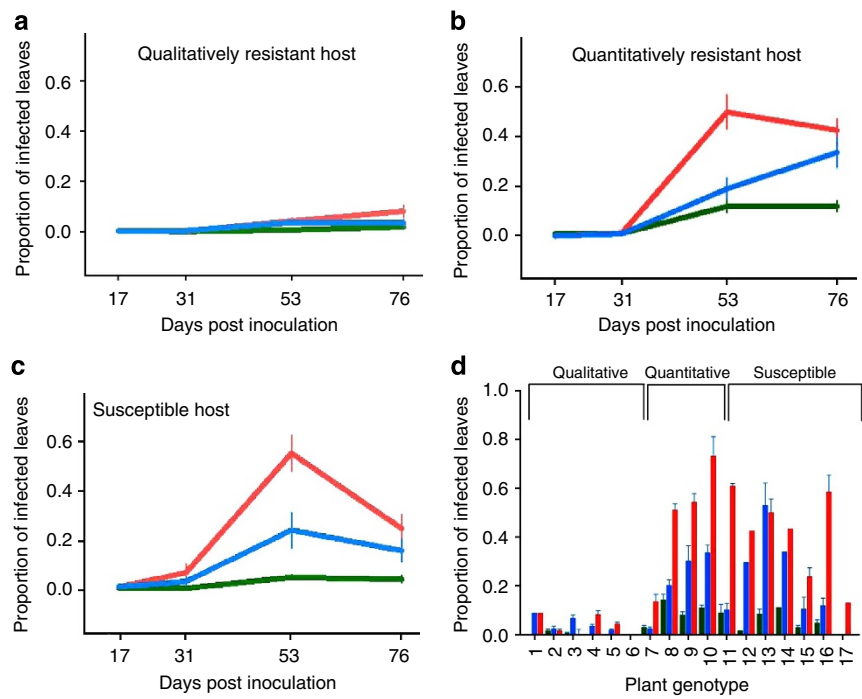 a
Qualitatively resistant host
Proportion of infected leaves
0.6
0.4
0.2
0.0
17 31 53 76
Days post inoculation
b
Quantitatively resistant host
Proportion of infected leaves
0.6
0.4
0.2
0.0
17 31 53 76
Days post inoculation
c
Susceptible host
Proportion of infected leaves
0.6
0.4
0.2
0.0
17 31 53 76
Days post inoculation
d
Qualitative Quantitative Susceptible
Proportion of infected leaves
1.0
0.8
0.6
0.4
0.2
0.0
1 2 3 4 5 6 7 8 9 10 11 12 13 14 15 16 17
Plant genotype